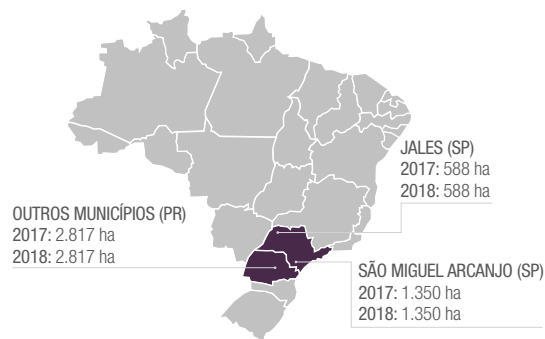 JALES (SP)
2017: 588 ha
2018: 588 ha
OUTROS MUNICÍPIOS (PR)
2017: 2.817 ha
2018: 2.817 ha
SÃO MIGUEL ARCANJO (SP)
2017: 1.350 ha
2018: 1.350 ha